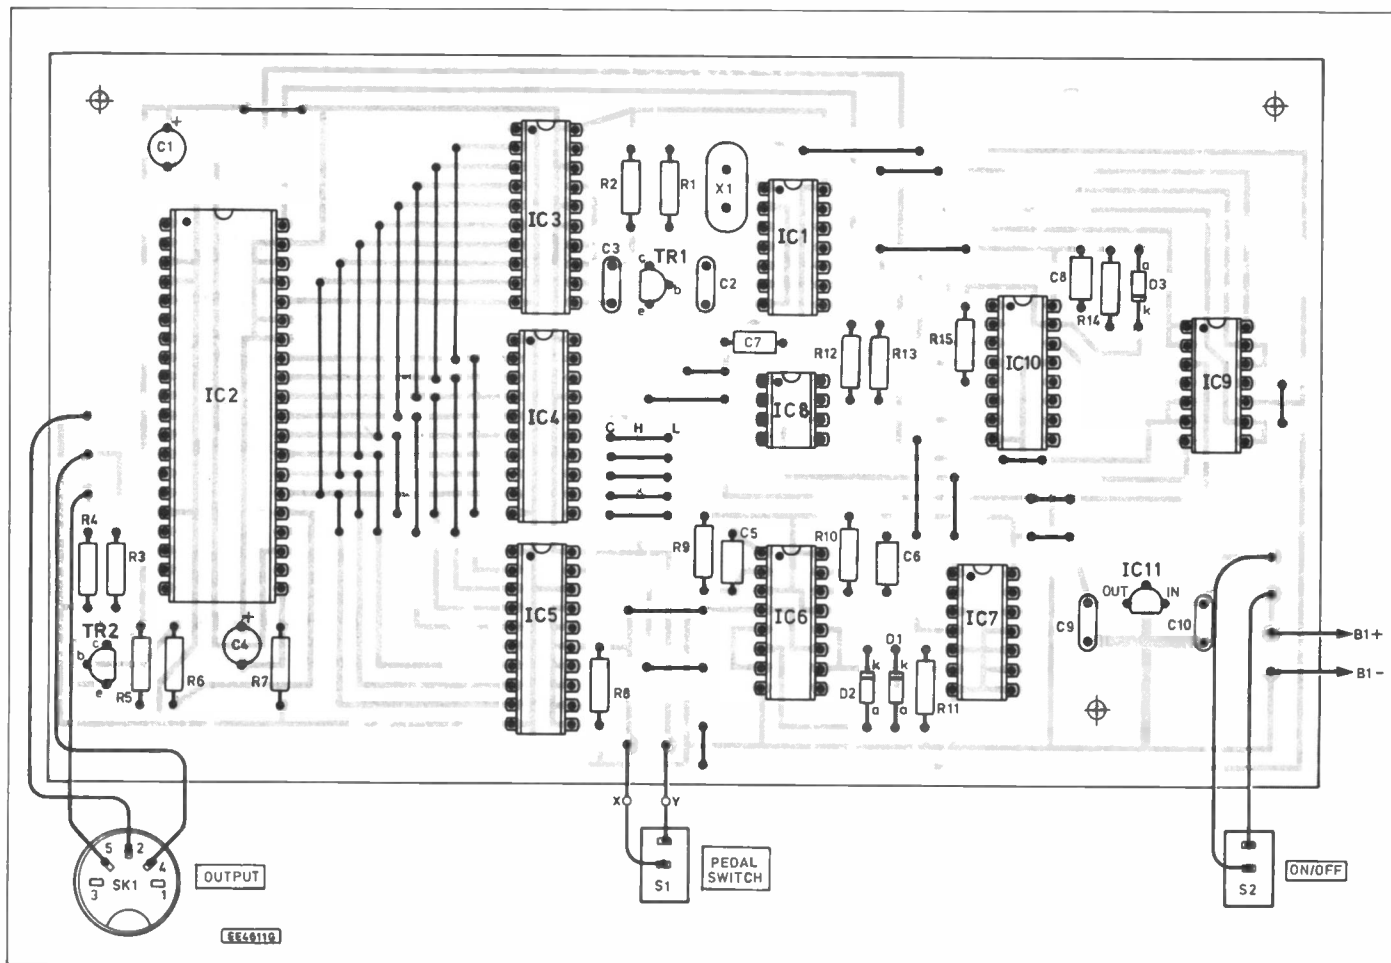 +
C1
R2
R1
X1
IC3
IC1
C3
TR1
c
b
e
C2
C8
R14
a
D3
k
IC2
C7
R12
R13
R15
IC10
IC9
IC4
IC8
C H L
R4
R3
R9
C5
R10
C6
IC11
OUT
IN
IC5
IC6
IC7
C9
C10
B1+
B1-
TR2
c
b
e
R5
R6
+
C4
R7
R8
D1
k
k
D2
a
a
R11
X
Y
5 2 4
3 SK1 1
OUTPUT
S1
PEDAL
SWITCH
S2
ON/OFF
EE4611G